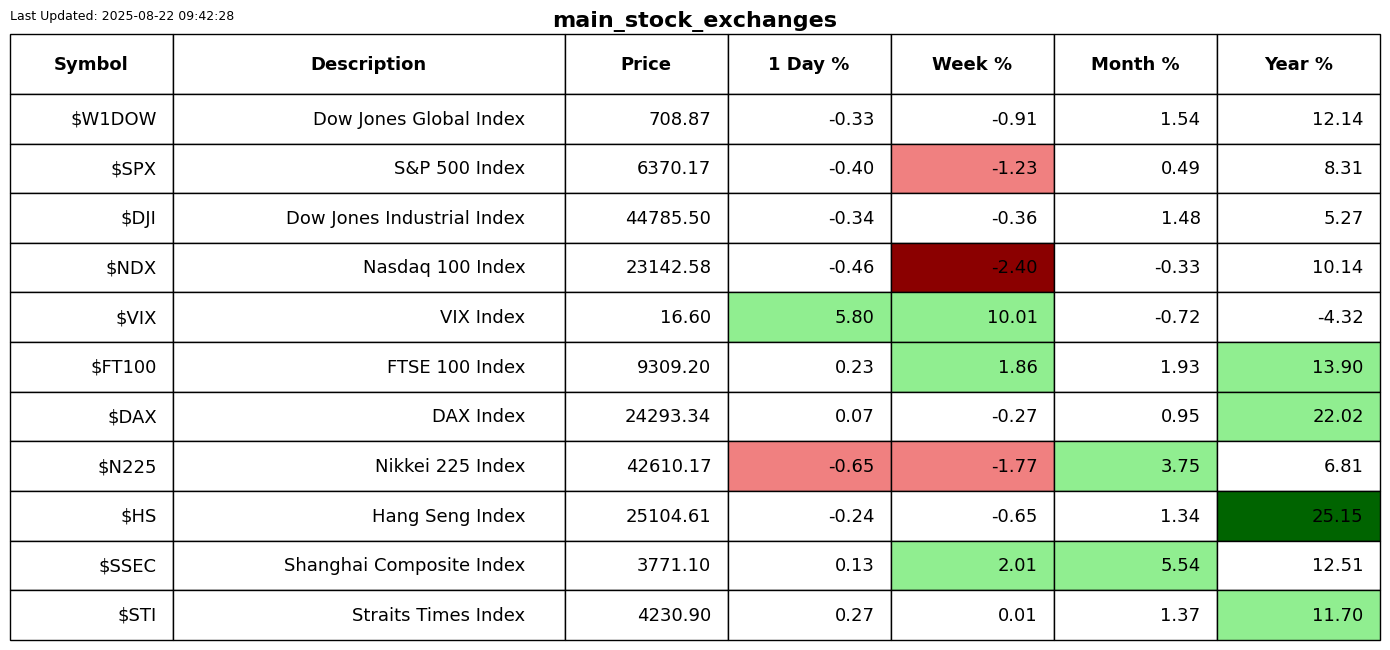 Last Updated: 2025-08-22 09:42:28
main_stock_exchanges
Symbol Description Price 1 Day % Week % Month % Year %
$W1DOW Dow Jones Global Index 708.87 -0.33 -0.91 1.54 12.14
$SPX S&P 500 Index 6370.17 -0.40 -1.23 0.49 8.31
$DJI Dow Jones Industrial Index 44785.50 -0.34 -0.36 1.48 5.27
$NDX Nasdaq 100 Index 23142.58 -0.46 -2.40 -0.33 10.14
$VIX VIX Index 16.60 5.80 10.01 -0.72 -4.32
$FT100 FTSE 100 Index 9309.20 0.23 1.86 1.93 13.90
$DAX DAX Index 24293.34 0.07 -0.27 0.95 22.02
$N225 Nikkei 225 Index 42610.17 -0.65 -1.77 3.75 6.81
$HS Hang Seng Index 25104.61 -0.24 -0.65 1.34 25.15
$SSEC Shanghai Composite Index 3771.10 0.13 2.01 5.54 12.51
$STI Straits Times Index 4230.90 0.27 0.01 1.37 11.70